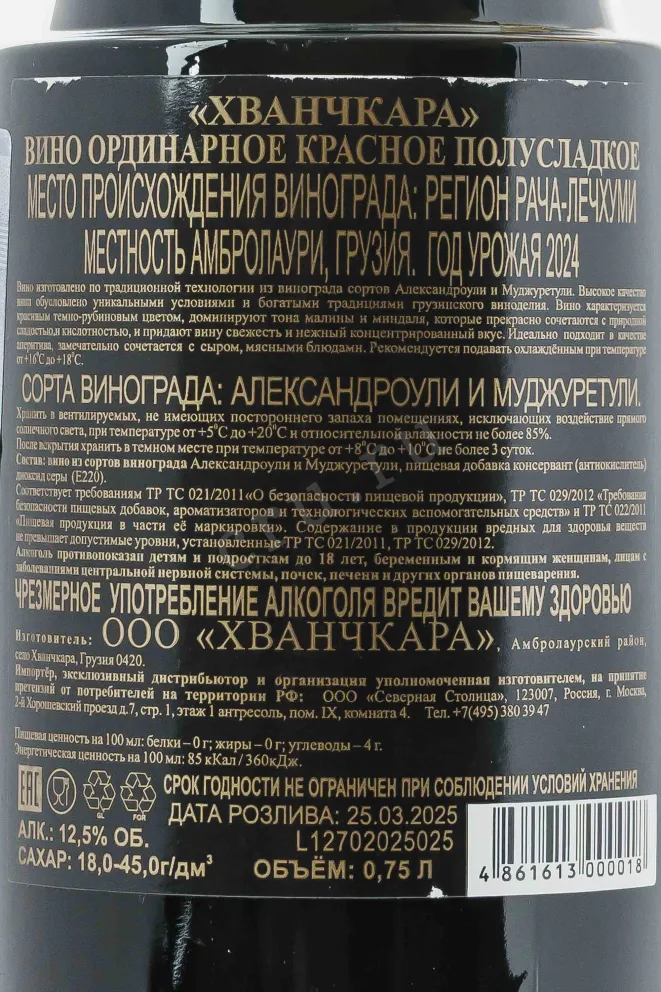 «ХВАНЧКАРА»
ВИНО ОРДИНАРНОЕ КРАСНОЕ ПОЛУСЛАДКОЕ
МЕСТО ПРОИСХОЖДЕНИЯ ВИНОГРАДА: РЕГИОН РАЧА-ЛЕЧХУМИ
МЕСТНОСТЬ АМБРОЛАУРИ, ГРУЗИЯ. ГОД УРОЖАЯ 2024
Вино изготовлено по традиционной технологии из винограда сортов Александроули и Муджуретули. Высокое качество
вина обусловлено уникальными условиями и богатыми традициями грузинского виноделия. Вино характеризуется
красивым темно-рубиновым цветом, доминируют тона малины и миндаля, которые прекрасно сочетаются с природной
сладостью,и кислотностью, и придают вину свежесть и нежный концентрированный вкус. Идеально подходит в качестве
аперитива, замечательно сочетается с сыром, мясными блюдами. Рекомендуется подавать охлаждённым при температуре
от +16°С до +18°С.
СОРТА ВИНОГРАДА: АЛЕКСАНДРОУЛИ И МУДЖУРЕТУЛИ.
Хранить в вентилируемых, не имеющих постороннего запаха помещениях, исключающих воздействие прямого
солнечного света, при температуре от +5°С до +20°С и относительной влажности не более 85%.
После вскрытия хранить в темном месте при температуре от +8°С до +10°С не более 3 суток.
Состав: вино из сортов винограда Александроули и Муджуретули, пищевая добавка консервант (антиокислитель)
диоксид серы (Е220).
Соответствует требованиям ТР ТС 021/2011«О безопасности пищевой продукции», ТР ТС 029/2012 «Требования
безопасности пищевых добавок, ароматизаторов и технологических вспомогательных средств» и ТР ТС 022/2011
«Пищевая продукция в части её маркировки». Содержание в продукции вредных для здоровья веществ
не превышает допустимые уровни, установленные ТР ТС 021/2011, ТР ТС 029/2012.
Алкоголь противопоказан детям и подросткам до 18 лет, беременным и кормящим женщинам, лицам с
заболеваниями центральной нервной системы, почек, печени и других органов пищеварения.
ЧРЕЗМЕРНОЕ УПОТРЕБЛЕНИЕ АЛКОГОЛЯ ВРЕДИТ ВАШЕМУ ЗДОРОВЬЮ
Изготовитель: ООО «ХВАНЧКАРА», Амбролаурский район,
село Хванчкара, Грузия 0420.
Импортёр, эксклюзивный дистрибьютор и организация уполномоченная изготовителем, на принятие
претензий от потребителей на территории РФ: ООО «Северная Столица», 123007, Россия, г. Москва,
2-й Хорошевский проезд д.7, стр. 1, этаж 1 антресоль, пом. IX, комната 4. Тел. +7(495) 380 39 47
Пищевая ценность на 100 мл: белки – 0 г; жиры – 0 г; углеводы – 4 г.
Энергетическая ценность на 100 мл: 85 кКал / 360кДж.
ЕАС GL FOR СРОК ГОДНОСТИ НЕ ОГРАНИЧЕН ПРИ СОБЛЮДЕНИИ УСЛОВИЙ ХРАНЕНИЯ
ДАТА РОЗЛИВА: 25.03.2025
АЛК.: 12,5% ОБ. L12702025025
САХАР: 18,0-45,0г/дм³ ОБЪЁМ: 0,75 Л
4 861613 000018
cru.ru